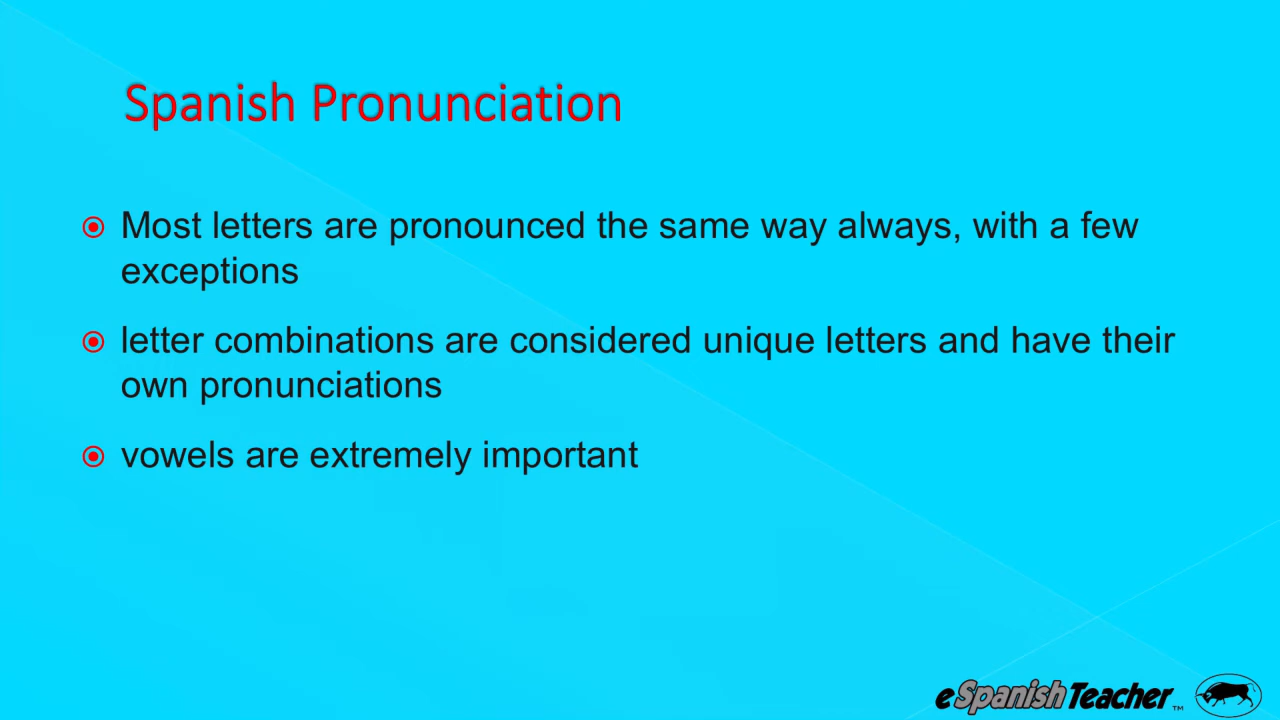 Spanish Pronunciation
Most letters are pronounced the same way always, with a few
exceptions
letter combinations are considered unique letters and have their
own pronunciations
vowels are extremely important
eSpanishTeacher™